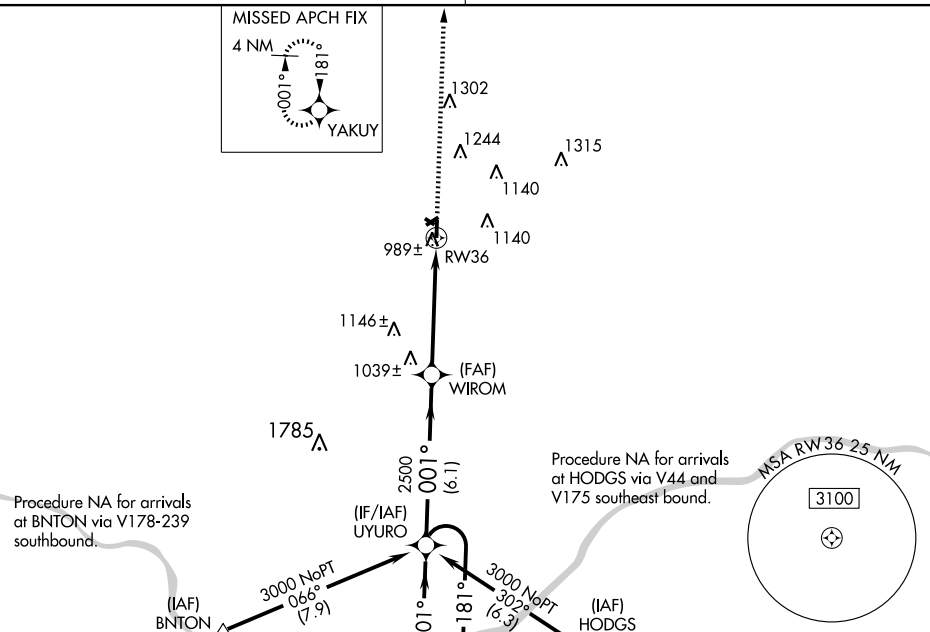 MISSED APCH FIX
4 NM
001°
181°
YAKUY
1302
1244
1315
1140
1140
989±
RW36
1146±
1039±
(FAF)
WIROM
1785
2500
001°
(6.1)
Procedure NA for arrivals
at HODGS via V44 and
V175 southeast bound.
MSA RW36 25 NM
3100
Procedure NA for arrivals
at BNTON via V178-239
southbound.
(IF/IAF)
UYURO
3000 NoPT
066°
(7.9)
3000 NoPT
302°
(6.3)
(IAF)
BNTON
01°
181°
(IAF)
HODGS